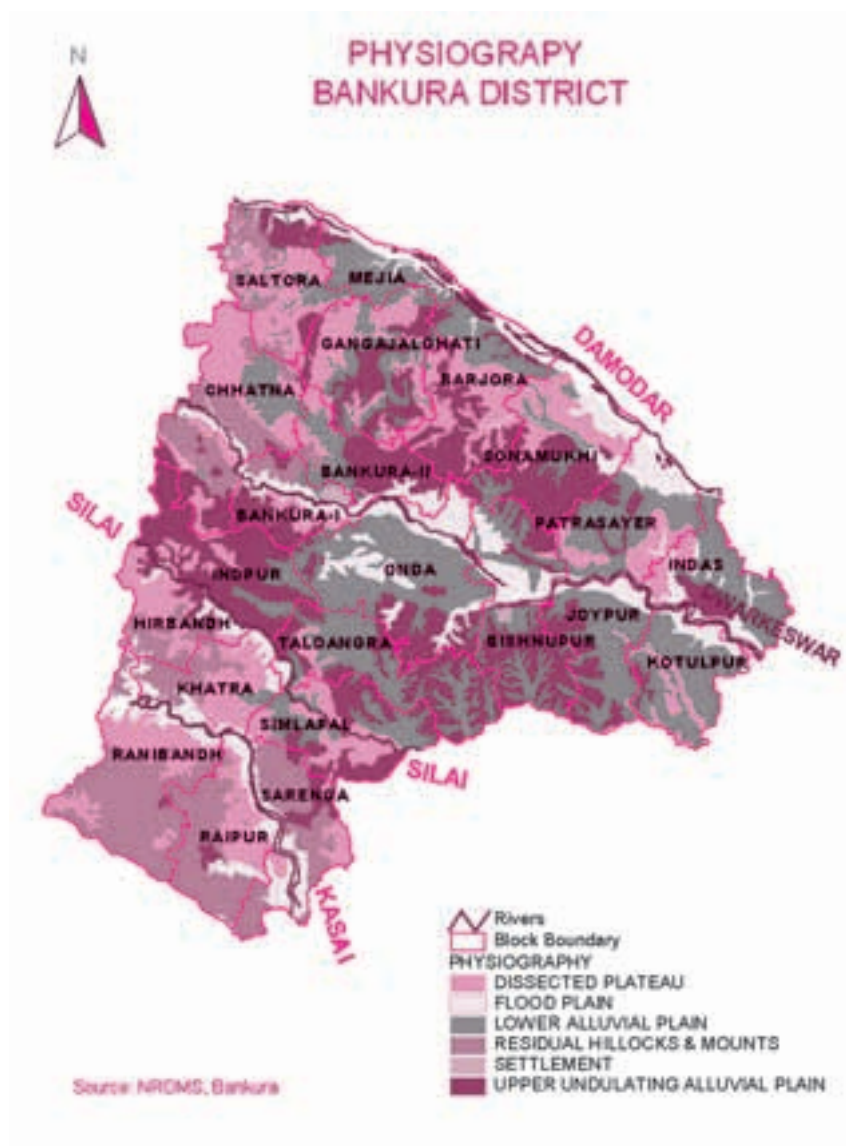 N
PHYSIOGRAPY
BANKURA DISTRICT
SALTORA
MEJIA
GANGAJALGHATI
DAMODAR
BARJORA
CHHATNA
SONAMUKHI
BANKURA-II
SILAI
BANKURA-I
PATRASAYER
INDAS
INDPUR
ONDA
DWARKESWAR
HIRBANDH
JOYPUR
TALDANGRA
BISHNUPUR
KOTULPUR
KHATRA
SIMLAPAL
RANIBANDH
SILAI
SARENGA
RAIPUR
KASAI
Rivers
Block Boundary
PHYSIOGRAPHY
DISSECTED PLATEAU
FLOOD PLAIN
LOWER ALLUVIAL PLAIN
RESIDUAL HILLOCKS & MOUNTS
SETTLEMENT
UPPER UNDULATING ALLUVIAL PLAIN
Source: NRDMS, Bankura